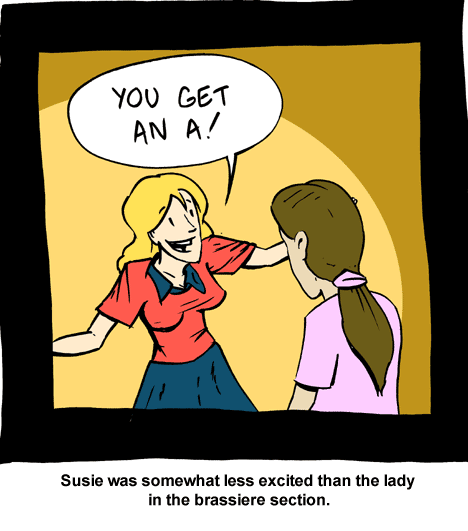 YOU GET
AN A!
Susie was somewhat less excited than the lady
in the brassiere section.